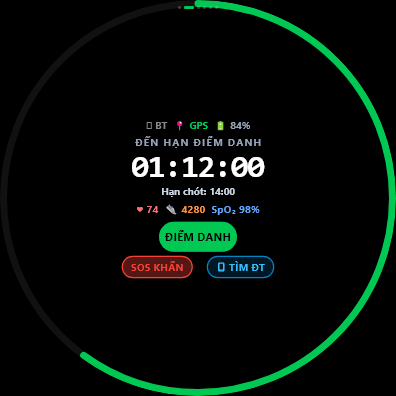 BT GPS 84%
ĐẾN HẠN ĐIỂM DANH
01:12:00
Hạn chót: 14:00
74 4280 SpO₂ 98%
ĐIỂM DANH
SOS KHẨN TÌM ĐT